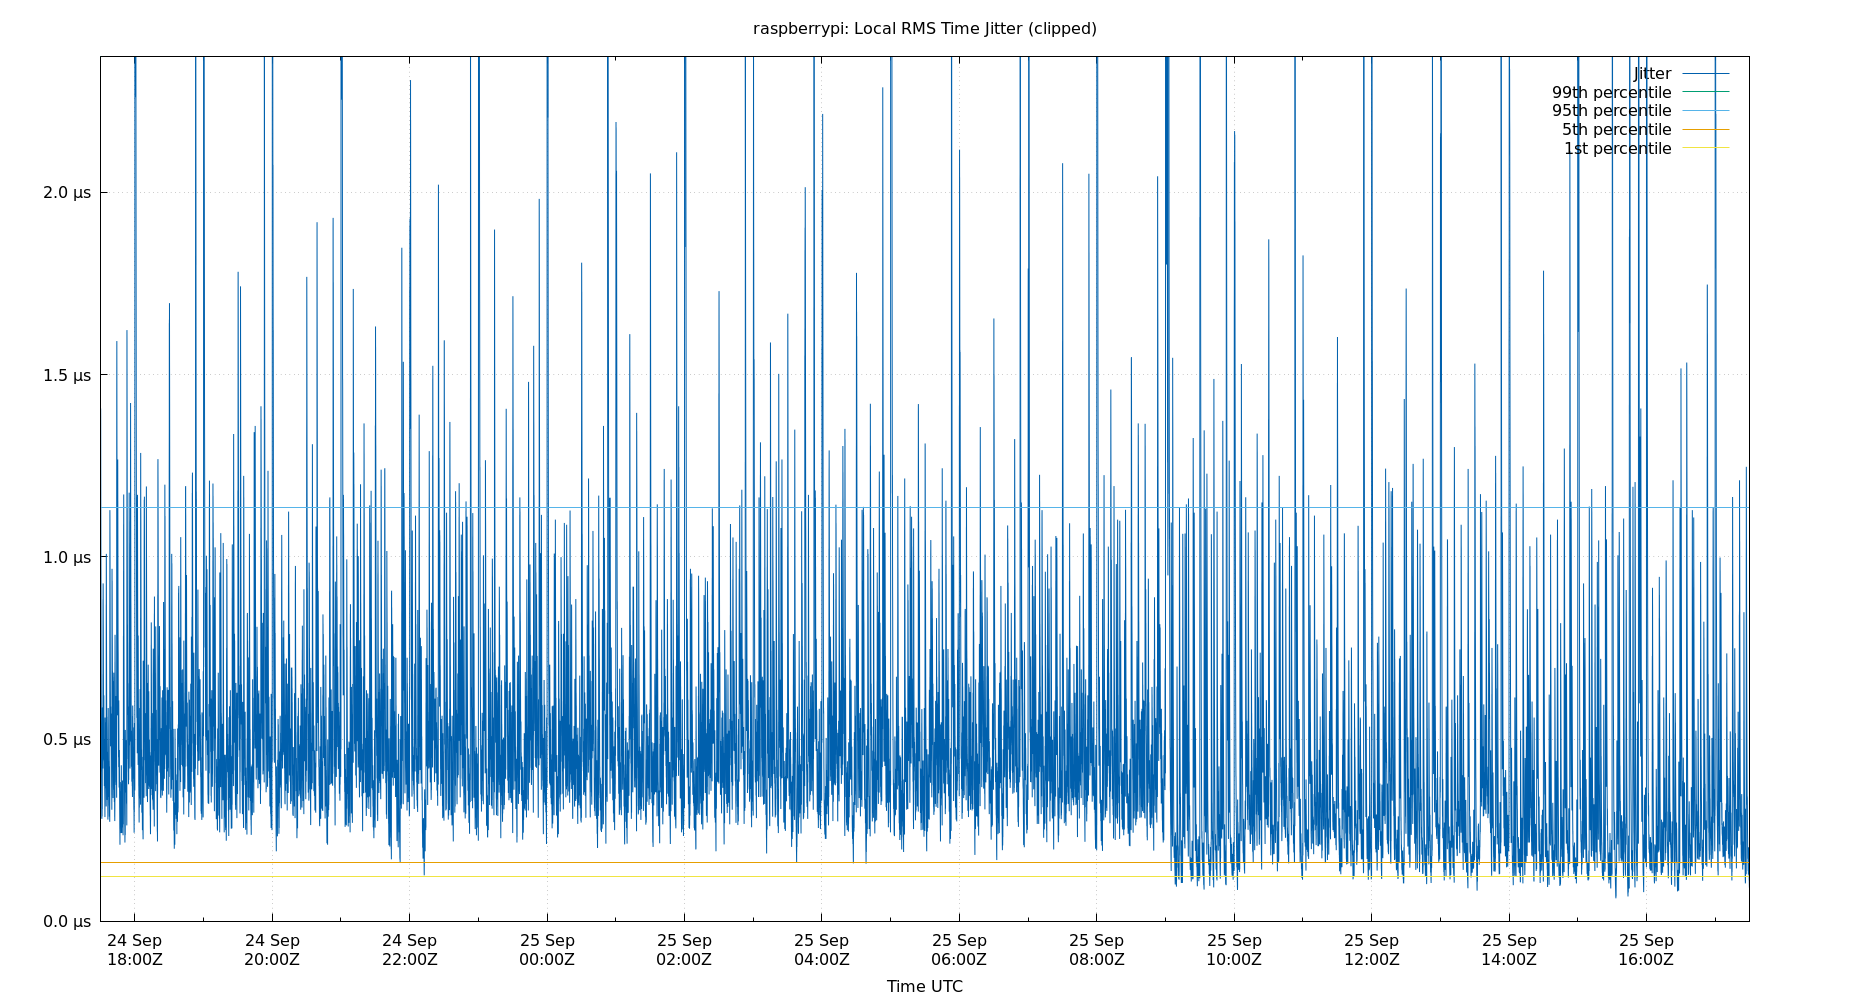 raspberrypi: Local RMS Time Jitter (clipped)
Jitter
99th percentile
95th percentile
5th percentile
1st percentile
2.0 µs
1.5 µs
1.0 µs
0.5 µs
0.0 µs
24 Sep 24 Sep 24 Sep 25 Sep 25 Sep 25 Sep 25 Sep 25 Sep 25 Sep 25 Sep 25 Sep 25 Sep
18:00Z 20:00Z 22:00Z 00:00Z 02:00Z 04:00Z 06:00Z 08:00Z 10:00Z 12:00Z 14:00Z 16:00Z
Time UTC